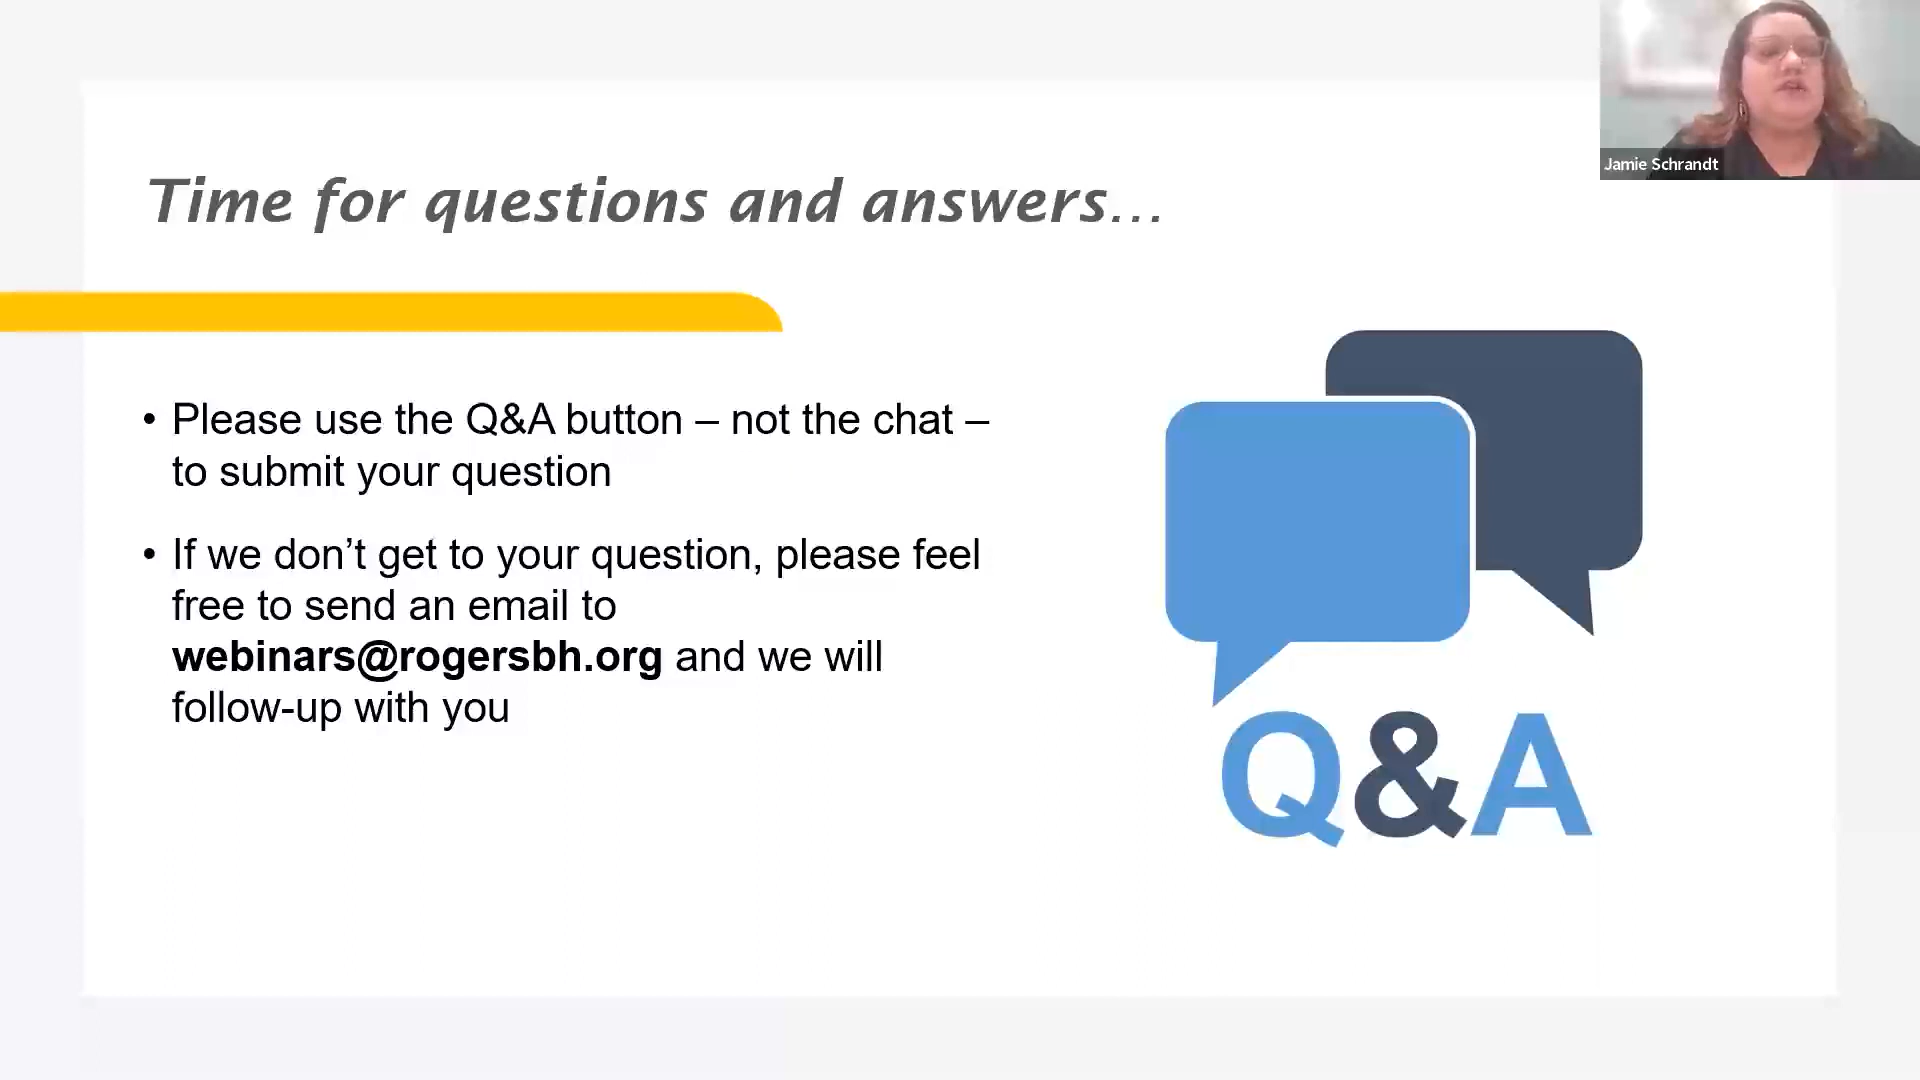 Jamie Schrandt
Time for questions and answers…
• Please use the Q&A button – not the chat –
to submit your question
• If we don’t get to your question, please feel
free to send an email to
webinars@rogersbh.org and we will
follow-up with you
Q&A